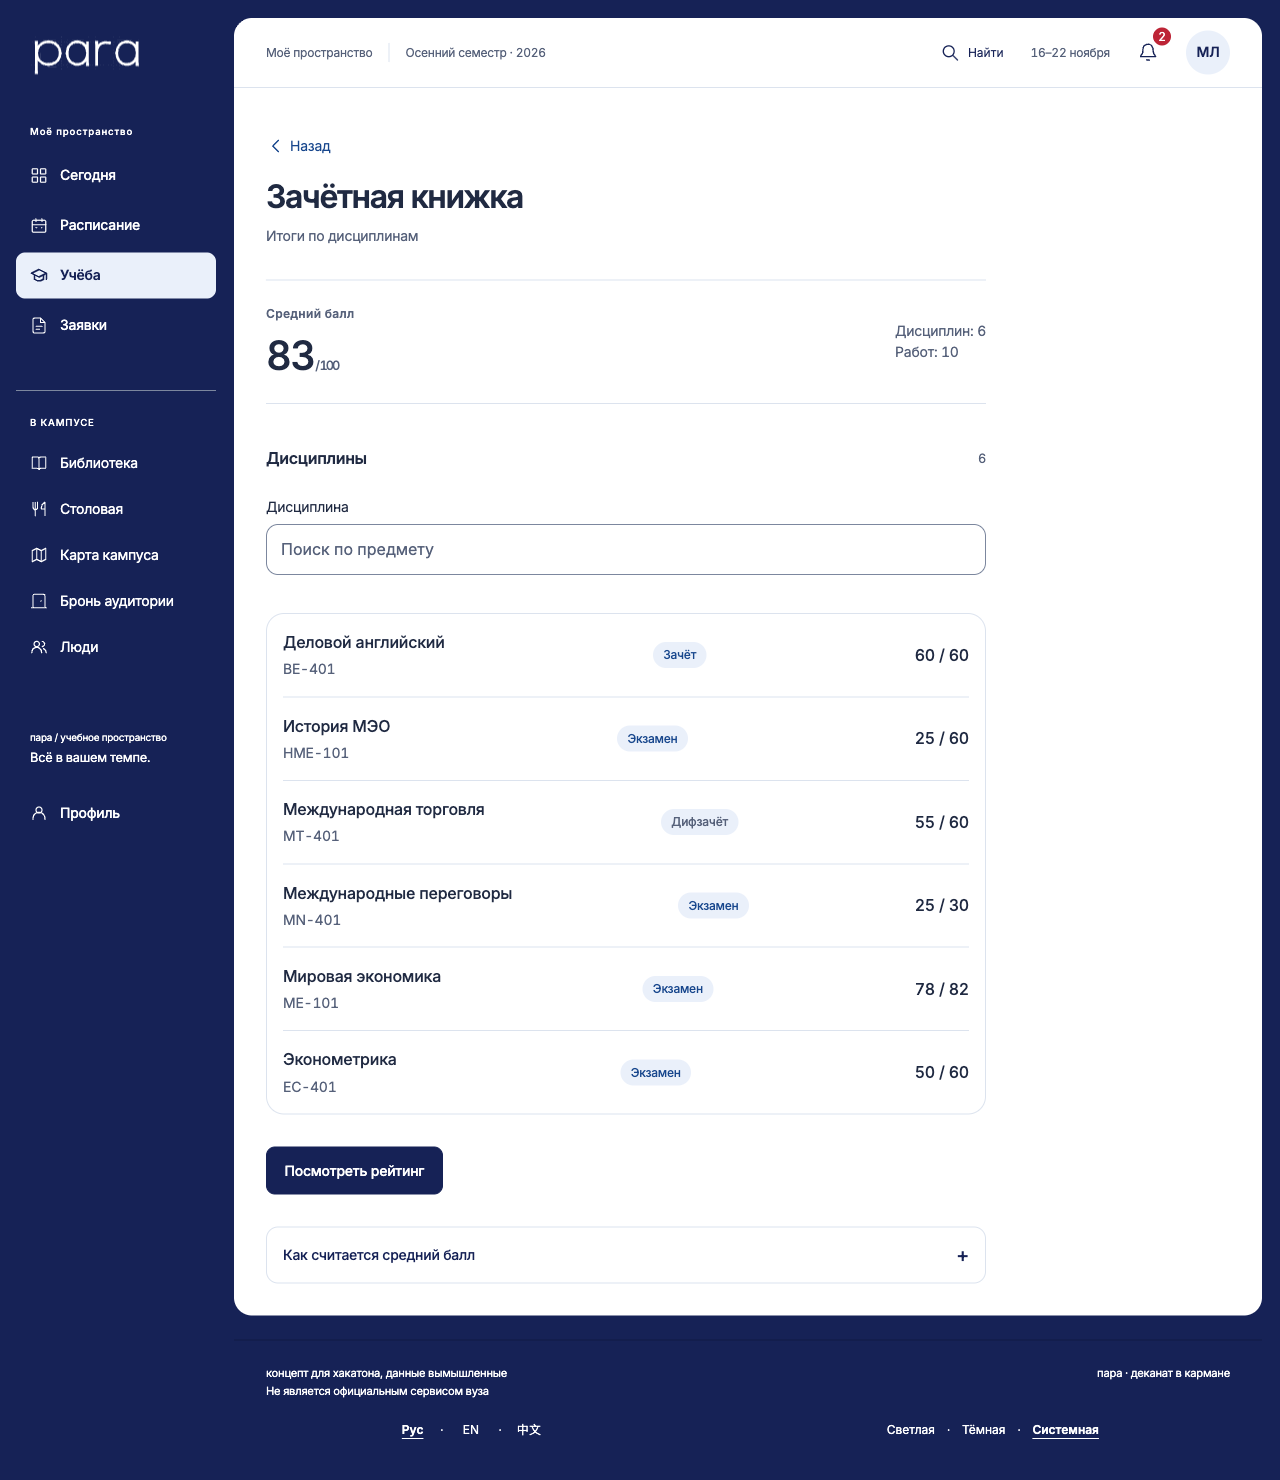 para
Моё пространство
Сегодня
Расписание
Учёба
Заявки
В КАМПУСЕ
Библиотека
Столовая
Карта кампуса
Бронь аудитории
Люди
пара / учебное пространство
Всё в вашем темпе.
Профиль
Моё пространство
Осенний семестр · 2026
Найти
16–22 ноября
2
МЛ
Назад
Зачётная книжка
Итоги по дисциплинам
Средний балл
83/100
Дисциплин: 6
Работ: 10
Дисциплины
6
Дисциплина
Поиск по предмету
Деловой английский
BE-401
Зачёт
60 / 60
История МЭО
HME-101
Экзамен
25 / 60
Международная торговля
MT-401
Дифзачёт
55 / 60
Международные переговоры
MN-401
Экзамен
25 / 30
Мировая экономика
ME-101
Экзамен
78 / 82
Эконометрика
EC-401
Экзамен
50 / 60
Посмотреть рейтинг
Как считается средний балл
+
концепт для хакатона, данные вымышленные
Не является официальным сервисом вуза
пара · деканат в кармане
Рус · EN · 中文
Светлая · Тёмная · Системная